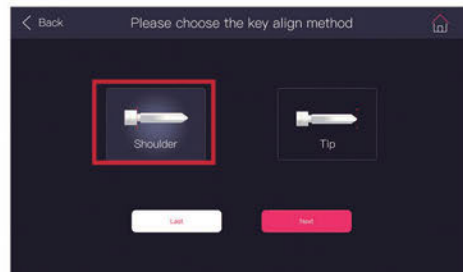 Back
Please choose the key align method
Shoulder
Tip
Last
Next